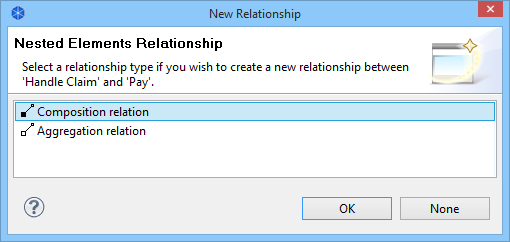 New Relationship
Nested Elements Relationship
Select a relationship type if you wish to create a new relationship between
'Handle Claim' and 'Pay'.
Composition relation
Aggregation relation
OK
None